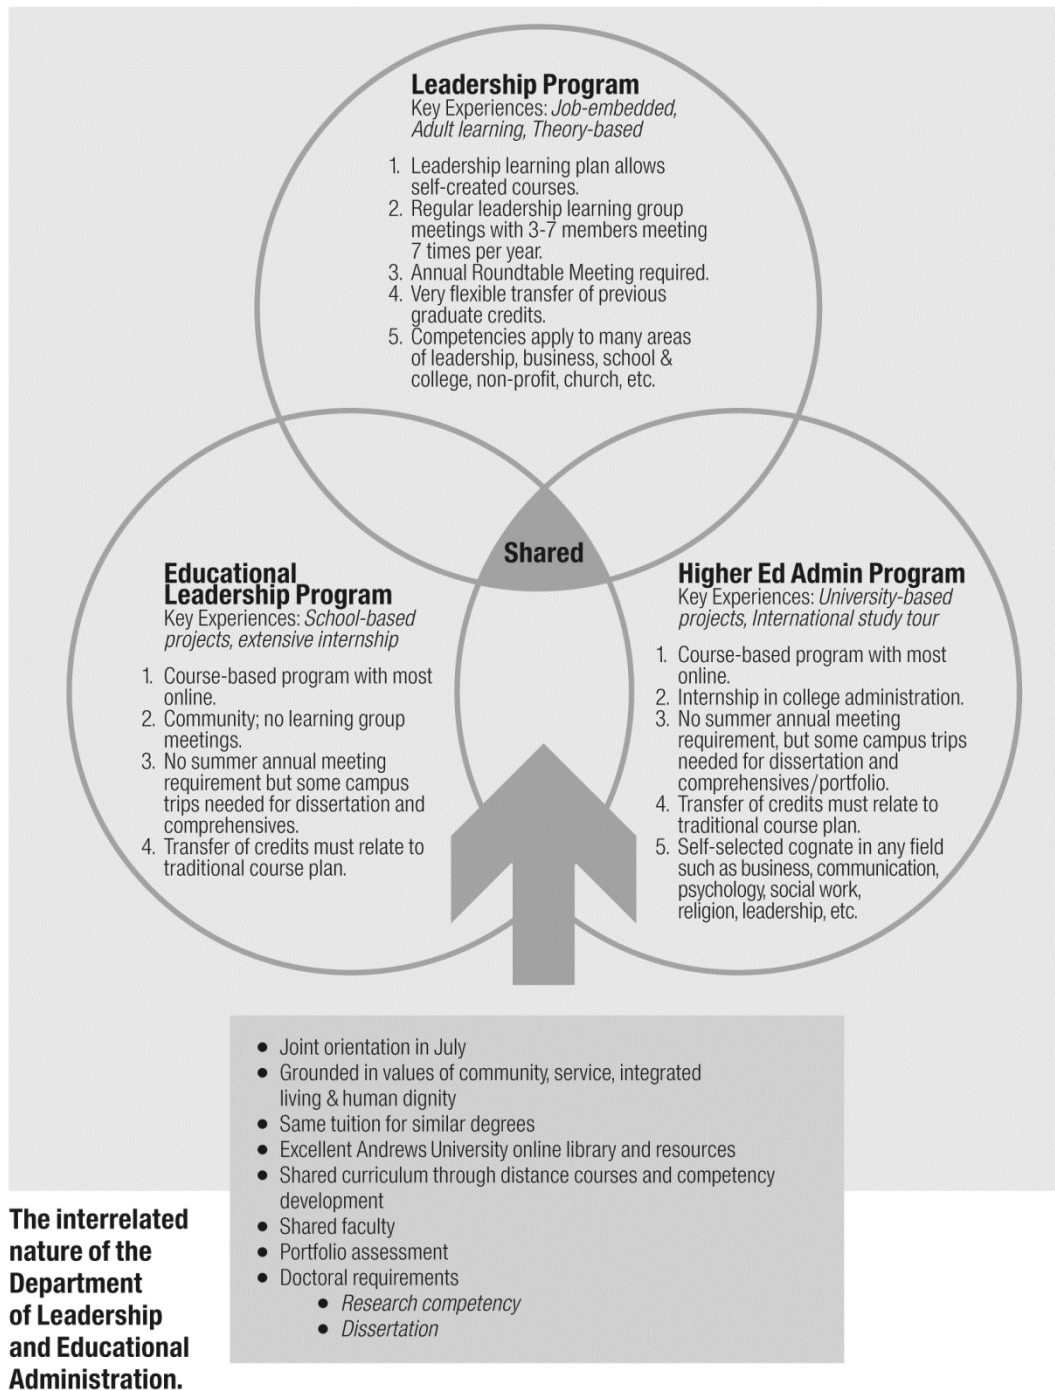 Leadership Program
Key Experiences: Job-embedded,
Adult learning, Theory-based
1. Leadership learning plan allows
self-created courses.
2. Regular leadership learning group
meetings with 3-7 members meeting
7 times per year.
3. Annual Roundtable Meeting required.
4. Very flexible transfer of previous
graduate credits.
5. Competencies apply to many areas
of leadership, business, school &
college, non-profit, church, etc.
Shared
Educational
Leadership Program
Key Experiences: School-based
projects, extensive internship
1. Course-based program with most
online.
2. Community; no learning group
meetings.
3. No summer annual meeting
requirement but some campus
trips needed for dissertation and
comprehensives.
4. Transfer of credits must relate to
traditional course plan.
Higher Ed Admin Program
Key Experiences: University-based
projects, International study tour
1. Course-based program with most
online.
2. Internship in college administration.
3. No summer annual meeting
requirement, but some campus trips
needed for dissertation and
comprehensives/portfolio.
4. Transfer of credits must relate to
traditional course plan.
5. Self-selected cognate in any field
such as business, communication,
psychology, social work,
religion, leadership, etc.
● Joint orientation in July
● Grounded in values of community, service, integrated
living & human dignity
● Same tuition for similar degrees
● Excellent Andrews University online library and resources
● Shared curriculum through distance courses and competency
development
● Shared faculty
● Portfolio assessment
● Doctoral requirements
● Research competency
● Dissertation
The interrelated
nature of the
Department
of Leadership
and Educational
Administration.